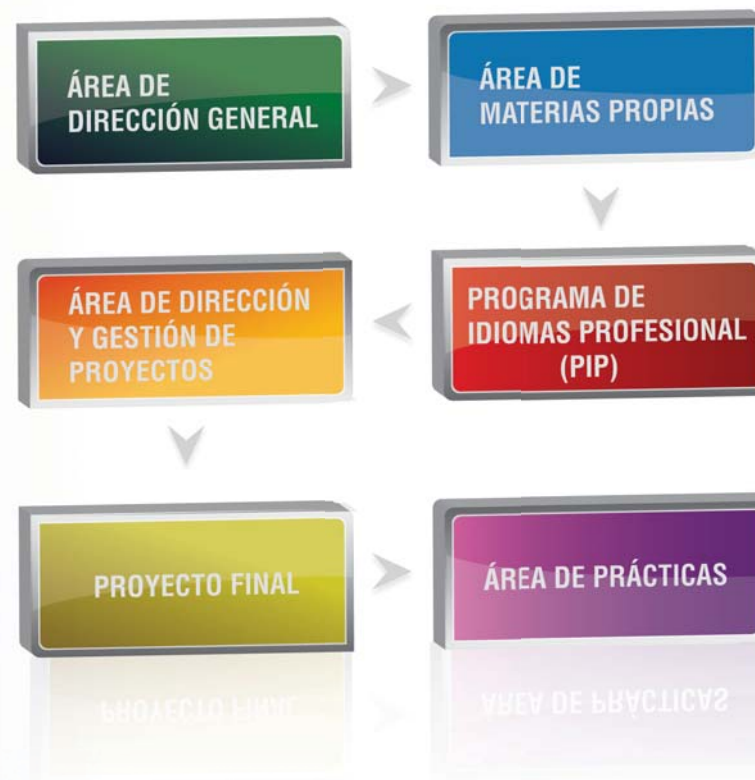 ÁREA DE
DIRECCIÓN GENERAL
ÁREA DE
MATERIAS PROPIAS
PROGRAMA DE
IDIOMAS PROFESIONAL
(PIP)
ÁREA DE DIRECCIÓN
Y GESTIÓN DE
PROYECTOS
PROYECTO FINAL
ÁREA DE PRÁCTICAS